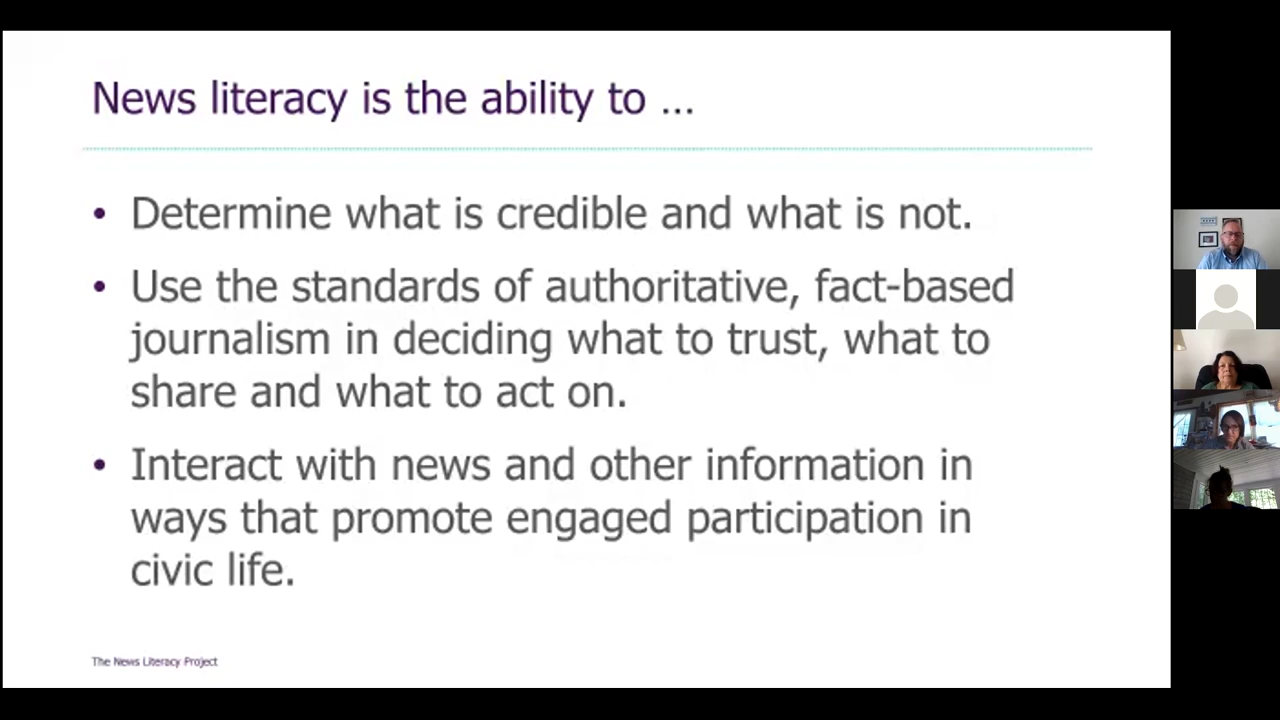 News literacy is the ability to ...
• Determine what is credible and what is not.
• Use the standards of authoritative, fact-based
journalism in deciding what to trust, what to
share and what to act on.
• Interact with news and other information in
ways that promote engaged participation in
civic life.
The News Literacy Project